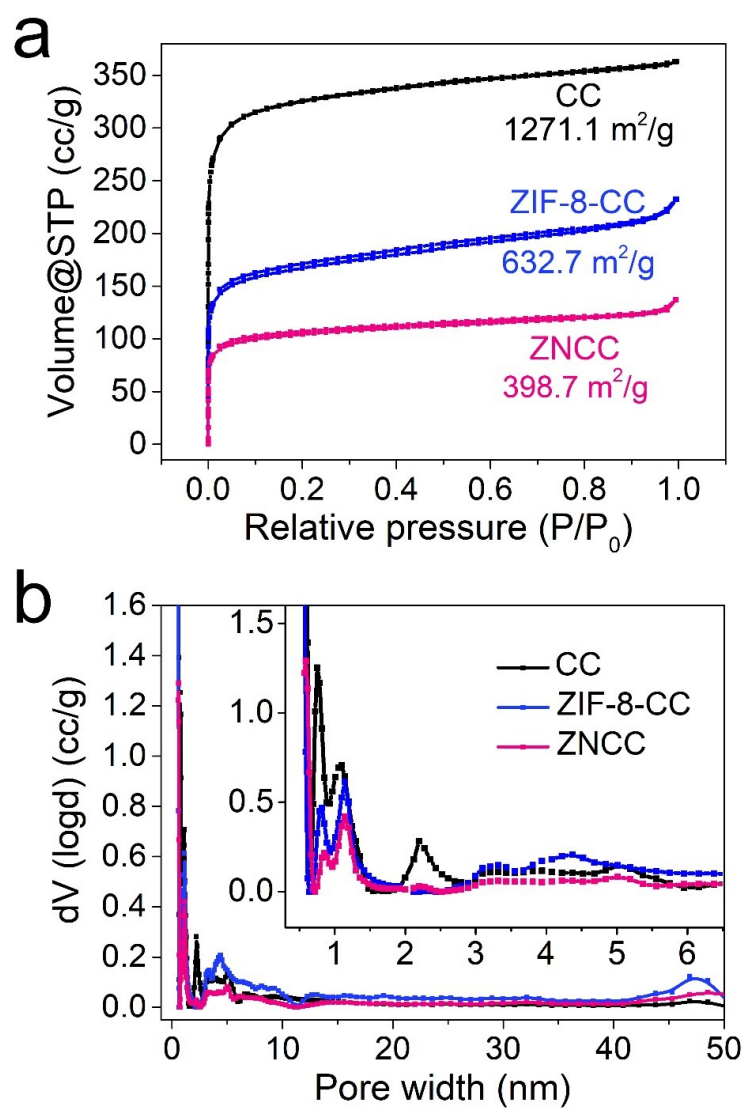 a
350
300
250
200
150
100
50
0
Volume@STP (cc/g)
CC
1271.1 m²/g
ZIF-8-CC
632.7 m²/g
ZNCC
398.7 m²/g
0.0 0.2 0.4 0.6 0.8 1.0
Relative pressure (P/P₀)
b
1.6
1.4
1.2
1.0
0.8
0.6
0.4
0.2
0.0
dV (logd) (cc/g)
1.5
1.0
0.5
0.0
CC
ZIF-8-CC
ZNCC
1 2 3 4 5 6
0 10 20 30 40 50
Pore width (nm)